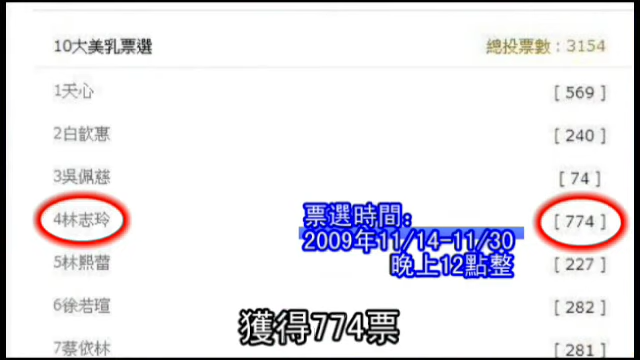 10大美乳票選 總投票數：3154
1天心 [ 569 ]
2白歆惠 [ 240 ]
3吳佩慈 [ 74 ]
4林志玲 [ 774 ]
5林熙蕾 [ 227 ]
6徐若瑄 [ 282 ]
7蔡依林 [ 281 ]
票選時間:
2009年11/14-11/30
晚上12點整
獲得774票